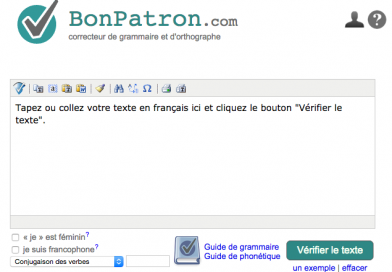 BonPatron.com
correcteur de grammaire et d'orthographe
Tapez ou collez votre texte en français ici et cliquez le bouton "Vérifier le
texte".
« je » est féminin?
je suis francophone?
Conjugaison des verbes
Guide de grammaire
Guide de phonétique
Vérifier le texte
un exemple | effacer